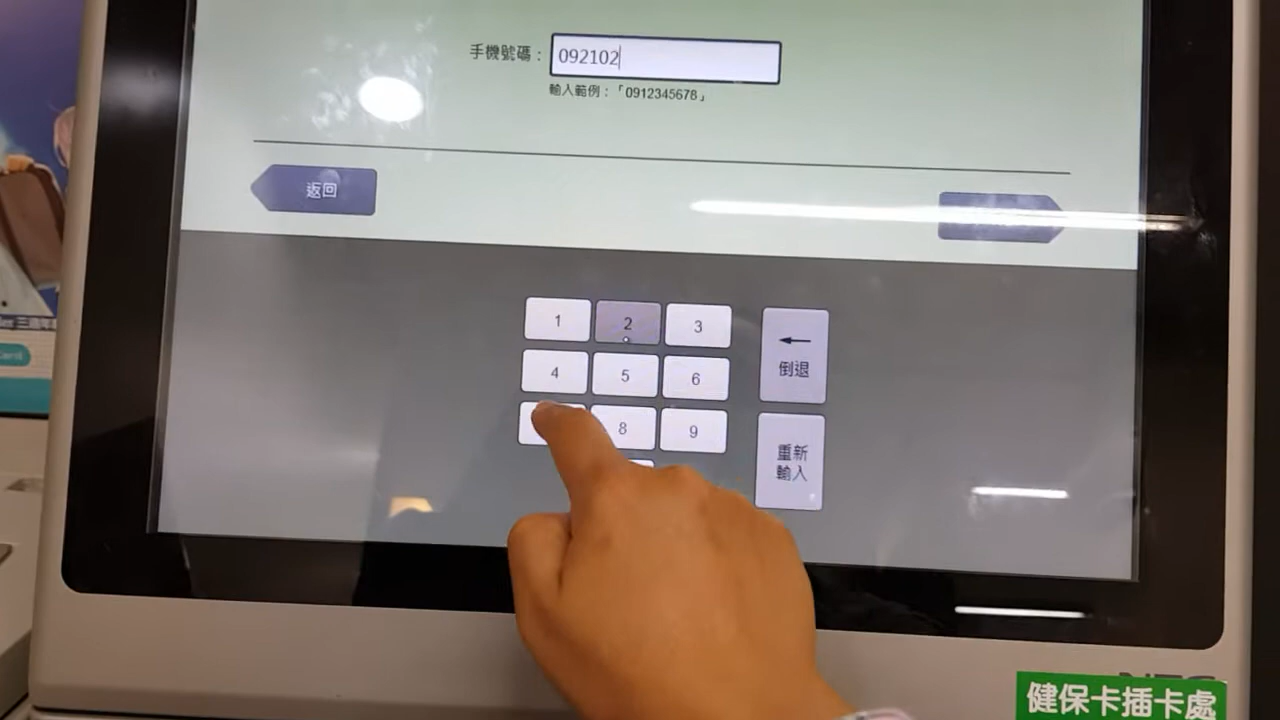 手機號碼：092102
輸入範例：「0912345678」
返回
1 2 3
4 5 6
8 9
← 倒退
重新
輸入
健保卡插卡處